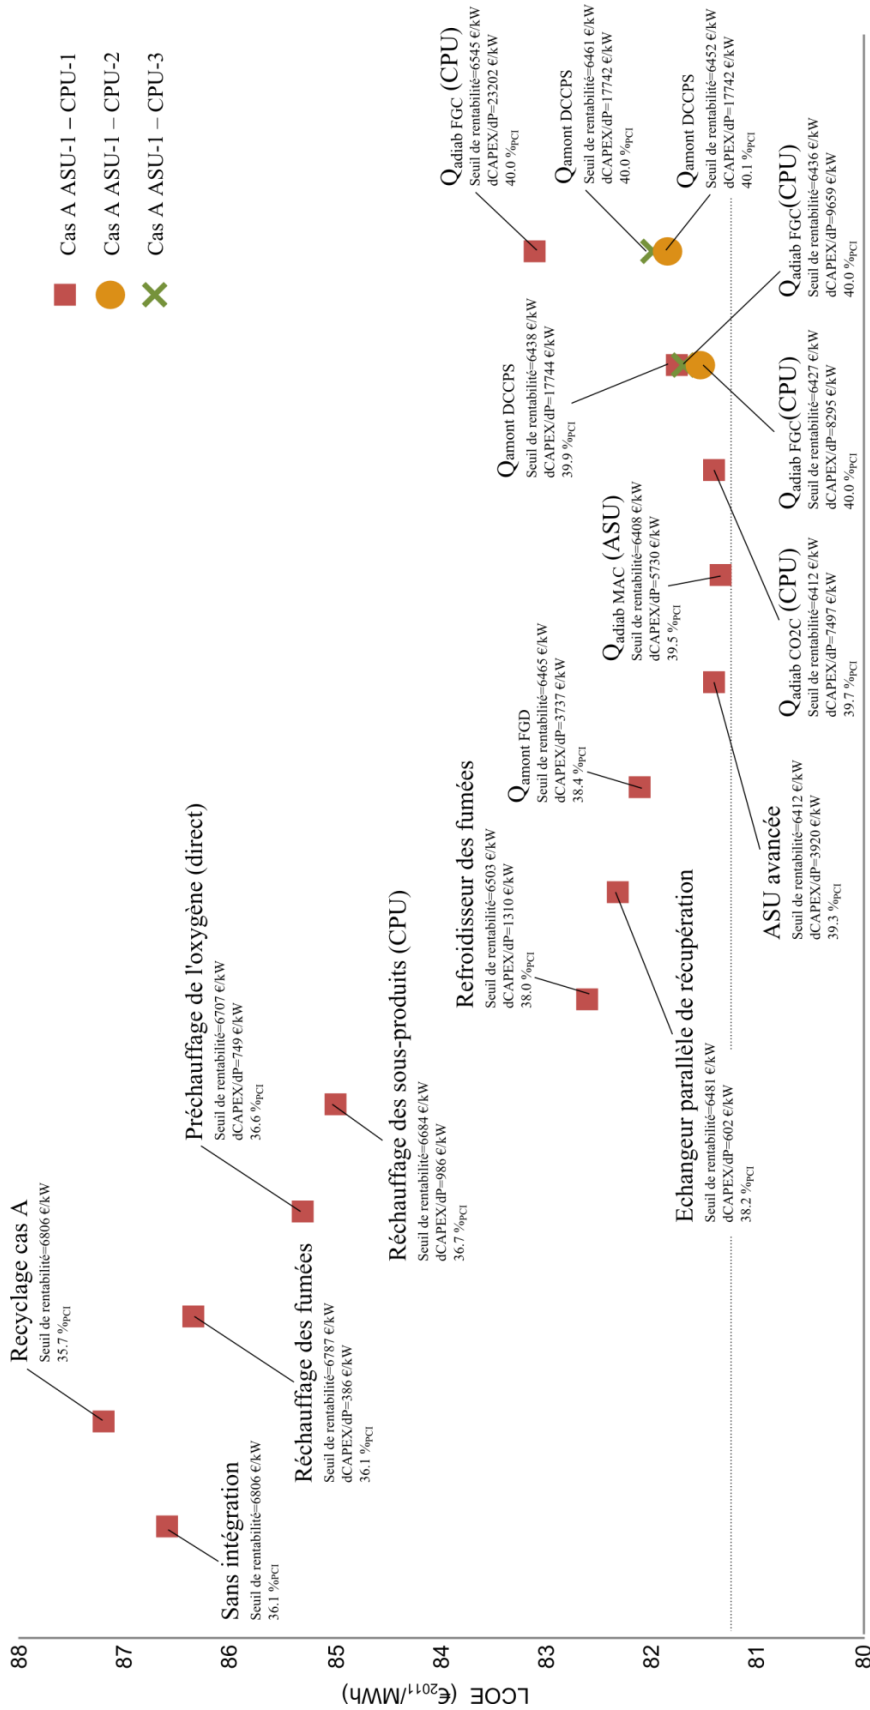 Cas A ASU-1 – CPU-1
Cas A ASU-1 – CPU-2
Cas A ASU-1 – CPU-3
LCOE (€2011/MWh)
88
87
86
85
84
83
82
81
80
Sans intégration
Seuil de rentabilité=6806 €/kW
36.1 %PCI
Recyclage cas A
Seuil de rentabilité=6806 €/kW
35.7 %PCI
Réchauffage des fumées
Seuil de rentabilité=6787 €/kW
dCAPEX/dP=386 €/kW
36.1 %PCI
Préchauffage de l'oxygène (direct)
Seuil de rentabilité=6707 €/kW
dCAPEX/dP=749 €/kW
36.6 %PCI
Réchauffage des sous-produits (CPU)
Seuil de rentabilité=6684 €/kW
dCAPEX/dP=986 €/kW
36.7 %PCI
Refroidisseur des fumées
Seuil de rentabilité=6503 €/kW
dCAPEX/dP=1310 €/kW
38.0 %PCI
Echangeur parallèle de récupération
Seuil de rentabilité=6481 €/kW
dCAPEX/dP=602 €/kW
38.2 %PCI
Qamont FGD
Seuil de rentabilité=6465 €/kW
dCAPEX/dP=3737 €/kW
38.4 %PCI
ASU avancée
Seuil de rentabilité=6412 €/kW
dCAPEX/dP=3920 €/kW
39.3 %PCI
Qadiab MAC (ASU)
Seuil de rentabilité=6408 €/kW
dCAPEX/dP=5730 €/kW
39.5 %PCI
Qadiab CO2C (CPU)
Seuil de rentabilité=6412 €/kW
dCAPEX/dP=7497 €/kW
39.7 %PCI
Qamont DCCPS
Seuil de rentabilité=6438 €/kW
dCAPEX/dP=17744 €/kW
39.9 %PCI
Qadiab FGC(CPU)
Seuil de rentabilité=6427 €/kW
dCAPEX/dP=8295 €/kW
40.0 %PCI
Qadiab FGC (CPU)
Seuil de rentabilité=6545 €/kW
dCAPEX/dP=23202 €/kW
40.0 %PCI
Qamont DCCPS
Seuil de rentabilité=6461 €/kW
dCAPEX/dP=17742 €/kW
40.0 %PCI
Qamont DCCPS
Seuil de rentabilité=6452 €/kW
dCAPEX/dP=17742 €/kW
40.1 %PCI
Qadiab FGC(CPU)
Seuil de rentabilité=6436 €/kW
dCAPEX/dP=9659 €/kW
40.0 %PCI